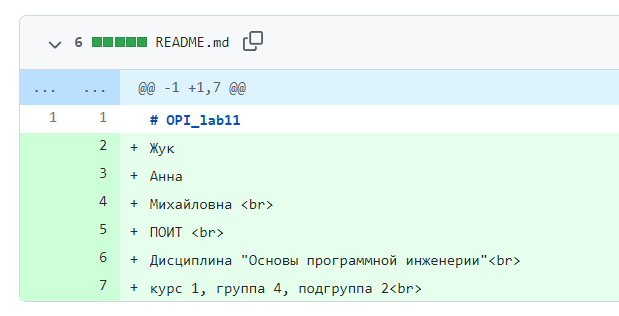 6 README.md
... ... @@ -1 +1,7 @@
1 1 # OPI_lab11
2 + Жук
3 + Анна
4 + Михайловна <br>
5 + ПОИТ <br>
6 + Дисциплина "Основы программной инженерии"<br>
7 + курс 1, группа 4, подгруппа 2<br>